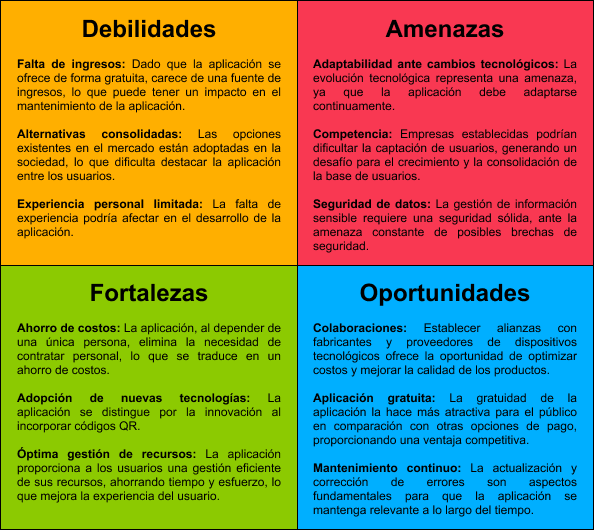 Debilidades
Falta de ingresos: Dado que la aplicación se
ofrece de forma gratuita, carece de una fuente de
ingresos, lo que puede tener un impacto en el
mantenimiento de la aplicación.
Alternativas consolidadas: Las opciones
existentes en el mercado están adoptadas en la
sociedad, lo que dificulta destacar la aplicación
entre los usuarios.
Experiencia personal limitada: La falta de
experiencia podría afectar en el desarrollo de la
aplicación.
Amenazas
Adaptabilidad ante cambios tecnológicos: La
evolución tecnológica representa una amenaza,
ya que la aplicación debe adaptarse
continuamente.
Competencia: Empresas establecidas podrían
dificultar la captación de usuarios, generando un
desafío para el crecimiento y la consolidación de
la base de usuarios.
Seguridad de datos: La gestión de información
sensible requiere una seguridad sólida, ante la
amenaza constante de posibles brechas de
seguridad.
Fortalezas
Ahorro de costos: La aplicación, al depender de
una única persona, elimina la necesidad de
contratar personal, lo que se traduce en un
ahorro de costos.
Adopción de nuevas tecnologías: La
aplicación se distingue por la innovación al
incorporar códigos QR.
Óptima gestión de recursos: La aplicación
proporciona a los usuarios una gestión eficiente
de sus recursos, ahorrando tiempo y esfuerzo, lo
que mejora la experiencia del usuario.
Oportunidades
Colaboraciones: Establecer alianzas con
fabricantes y proveedores de dispositivos
tecnológicos ofrece la oportunidad de optimizar
costos y mejorar la calidad de los productos.
Aplicación gratuita: La gratuidad de la
aplicación la hace más atractiva para el público
en comparación con otras opciones de pago,
proporcionando una ventaja competitiva.
Mantenimiento continuo: La actualización y
corrección de errores son aspectos
fundamentales para que la aplicación se
mantenga relevante a lo largo del tiempo.